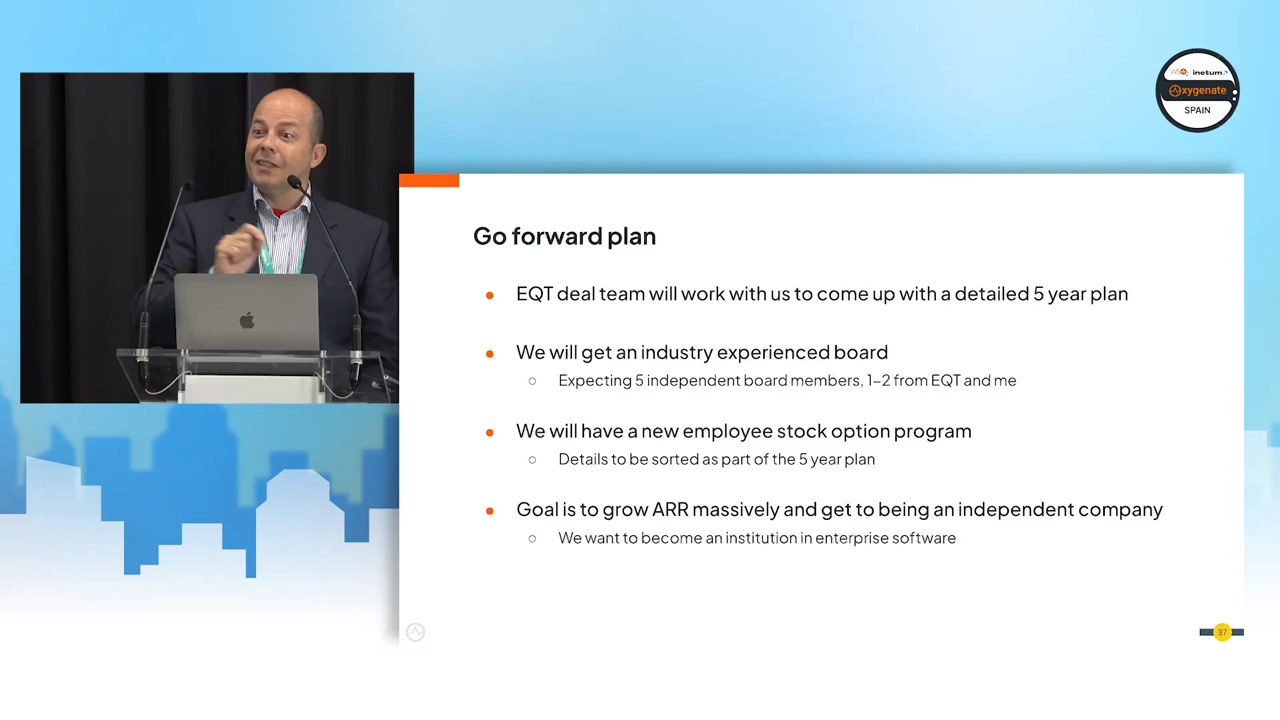 WSO2 inetum.
Oxygenate
SPAIN
Go forward plan
• EQT deal team will work with us to come up with a detailed 5 year plan
• We will get an industry experienced board
○ Expecting 5 independent board members, 1–2 from EQT and me
• We will have a new employee stock option program
○ Details to be sorted as part of the 5 year plan
• Goal is to grow ARR massively and get to being an independent company
○ We want to become an institution in enterprise software
37